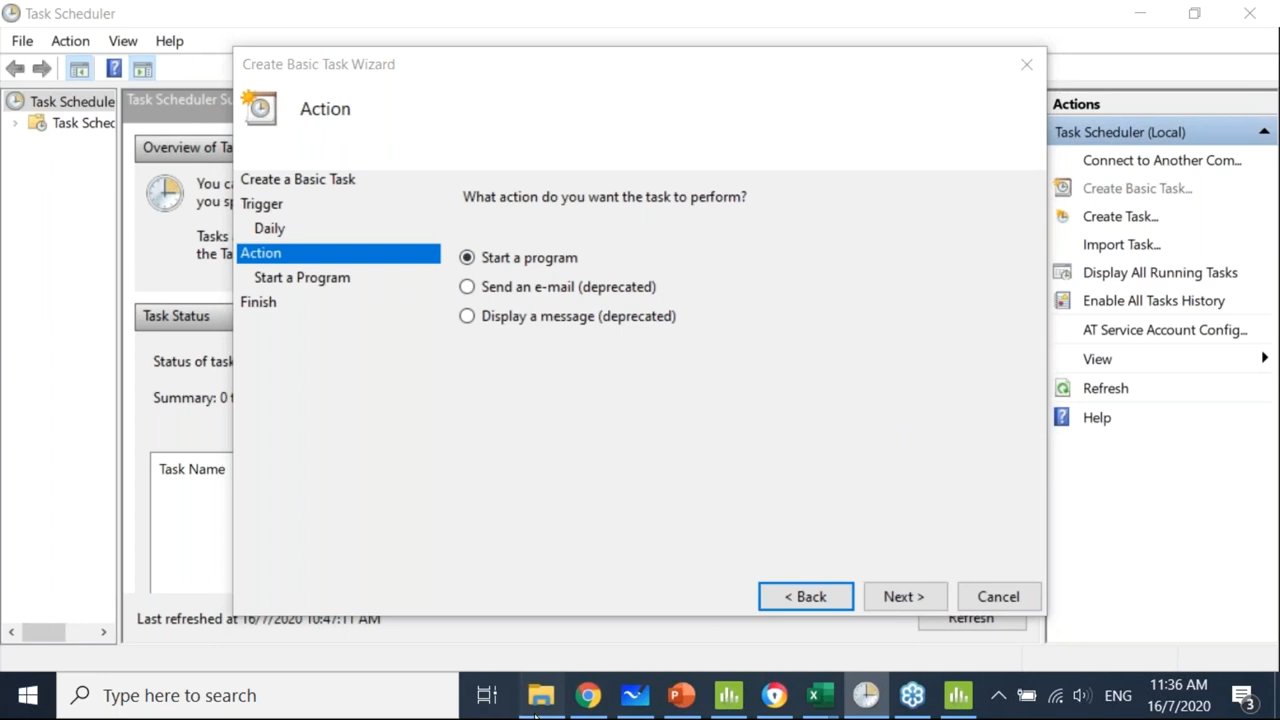 Task Scheduler
File Action View Help
Create Basic Task Wizard
Action
Task Schedule
Task Sched
Task Scheduler Su
Overview of Ta
You ca
you sp
Tasks
the Ta
Task Status
Status of task
Summary: 0 t
Task Name
Last refreshed at 16/7/2020 10:47:11 AM
Refresh
Create a Basic Task
Trigger
Daily
Action
Start a Program
Finish
What action do you want the task to perform?
Start a program
Send an e-mail (deprecated)
Display a message (deprecated)
< Back
Next >
Cancel
Actions
Task Scheduler (Local)
Connect to Another Com...
Create Basic Task...
Create Task...
Import Task...
Display All Running Tasks
Enable All Tasks History
AT Service Account Config...
View
Refresh
Help
Type here to search
ENG
11:36 AM
16/7/2020
3